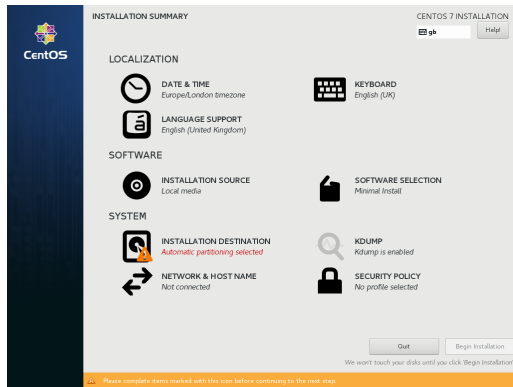 INSTALLATION SUMMARY
CENTOS 7 INSTALLATION
gb
Help!
CentOS
LOCALIZATION
DATE & TIME
Europe/London timezone
KEYBOARD
English (UK)
LANGUAGE SUPPORT
English (United Kingdom)
SOFTWARE
INSTALLATION SOURCE
Local media
SOFTWARE SELECTION
Minimal Install
SYSTEM
INSTALLATION DESTINATION
Automatic partitioning selected
KDUMP
Kdump is enabled
NETWORK & HOST NAME
Not connected
SECURITY POLICY
No profile selected
Quit
Begin Installation
We won't touch your disks until you click 'Begin Installation'
Please complete items marked with this icon before continuing to the next step.